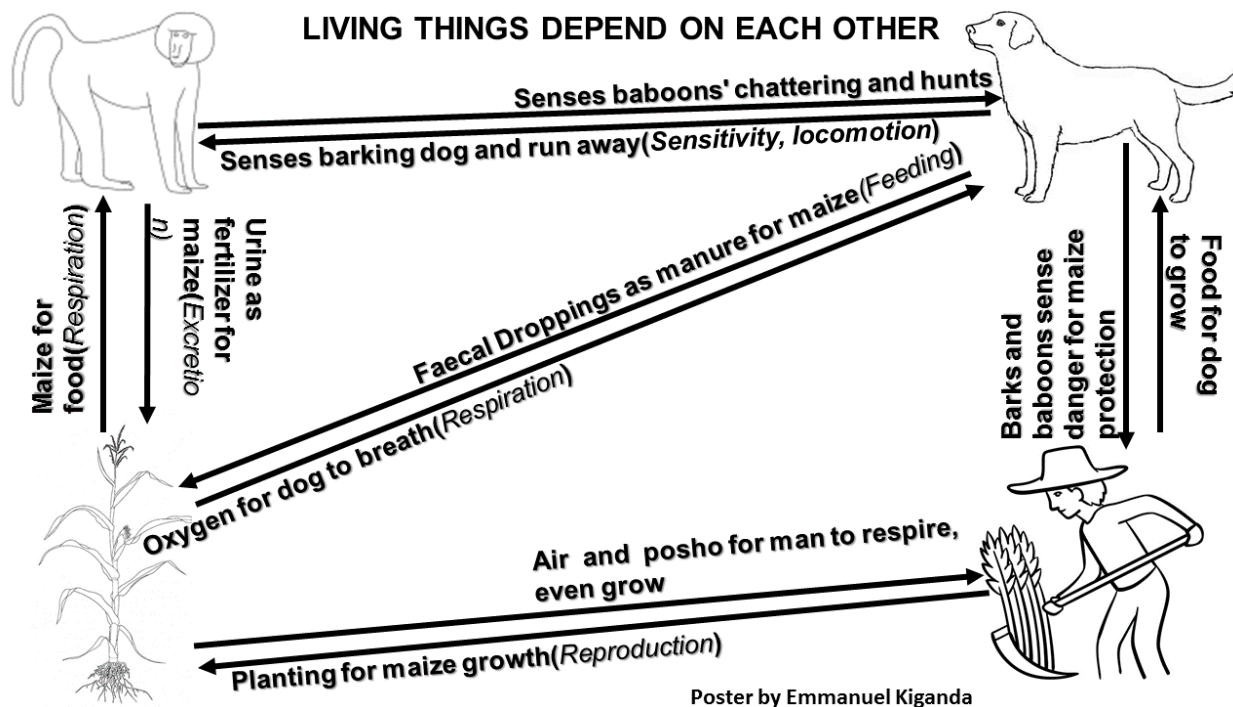 LIVING THINGS DEPEND ON EACH OTHER
Senses baboons' chattering and hunts
Senses barking dog and run away(Sensitivity, locomotion)
Maize for
food(Respiration)
Urine as
fertilizer for
maize(Excretio
n)
Faecal Droppings as manure for maize(Feeding)
Oxygen for dog to breath(Respiration)
Barks and
baboons sense
danger for maize
protection
Food for dog
to grow
Air and posho for man to respire,
even grow
Planting for maize growth(Reproduction)
Poster by Emmanuel Kiganda